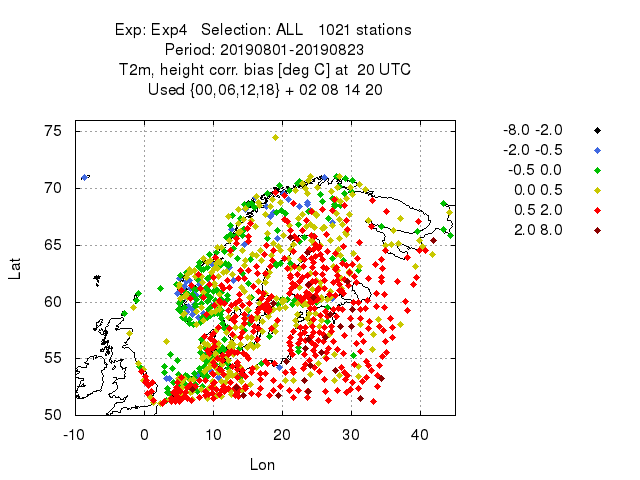 Exp: Exp4 Selection: ALL 1021 stations
Period: 20190801-20190823
T2m, height corr. bias [deg C] at 20 UTC
Used {00,06,12,18} + 02 08 14 20
-8.0 -2.0
-2.0 -0.5
-0.5 0.0
0.0 0.5
0.5 2.0
2.0 8.0
75
70
65
60
55
50
Lat
-10 0 10 20 30 40
Lon